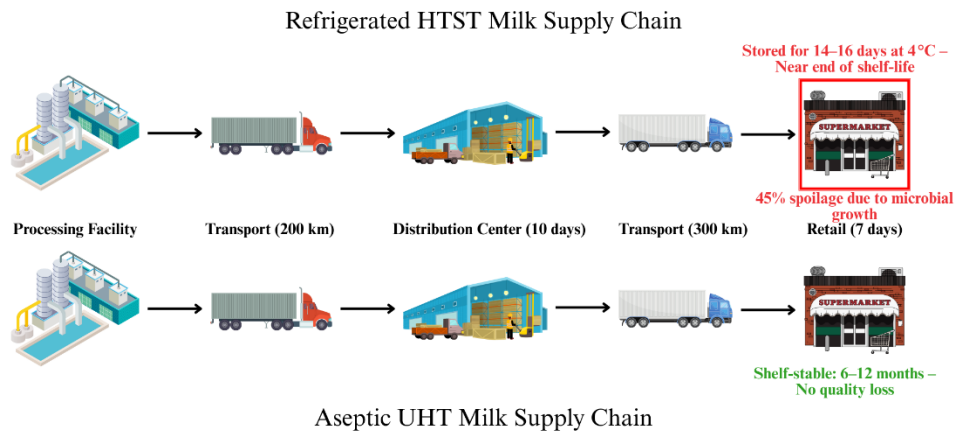 Refrigerated HTST Milk Supply Chain
Stored for 14–16 days at 4°C –
Near end of shelf-life
SUPERMARKET
45% spoilage due to microbial
growth
Processing Facility
Transport (200 km)
Distribution Center (10 days)
Transport (300 km)
Retail (7 days)
SUPERMARKET
Shelf-stable: 6–12 months –
No quality loss
Aseptic UHT Milk Supply Chain